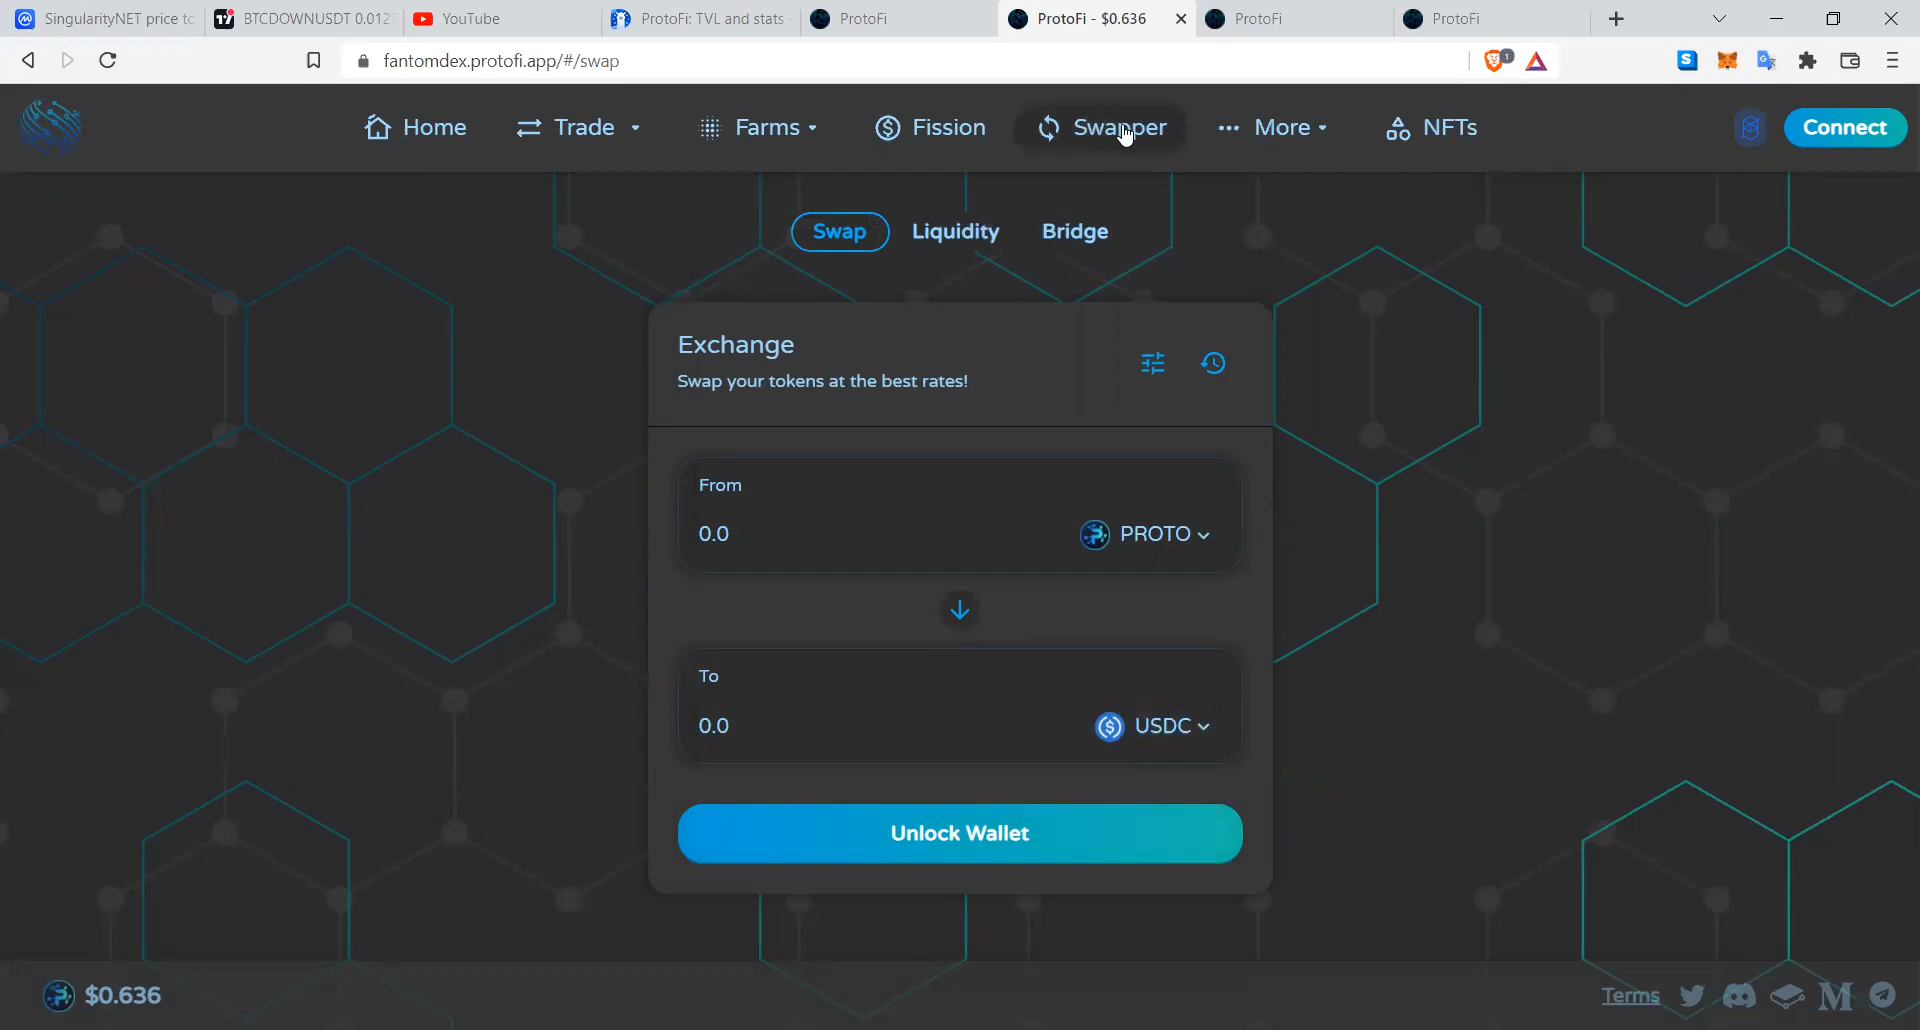 SingularityNET price to
BTCDOWNUSDT 0.012
YouTube
ProtoFi: TVL and stats -
ProtoFi
ProtoFi - $0.636
ProtoFi
ProtoFi
fantomdex.protofi.app/#/swap
1
Home
Trade
Farms
Fission
Swapper
More
NFTs
Connect
Swap
Liquidity
Bridge
Exchange
Swap your tokens at the best rates!
From
0.0
PROTO
To
0.0
USDC
Unlock Wallet
$0.636
Terms